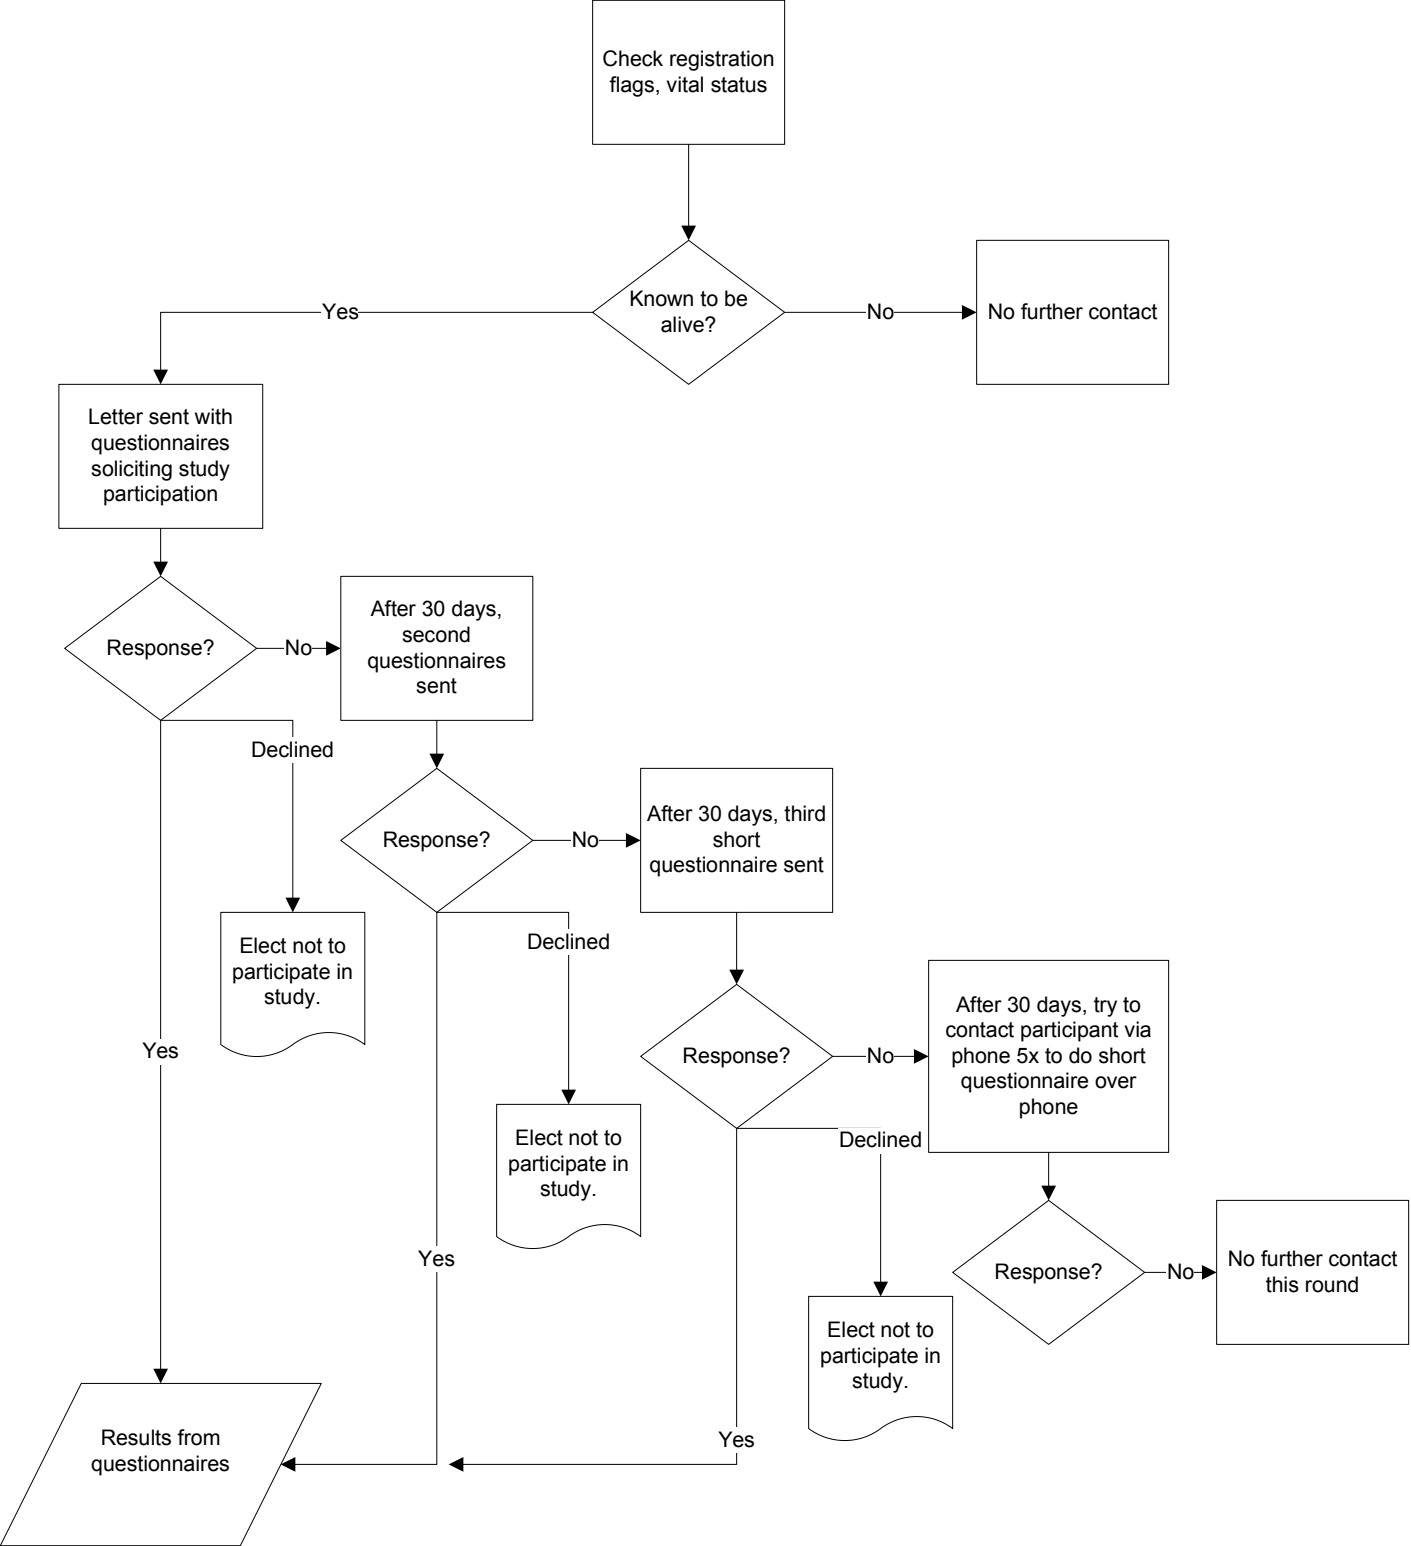 Check registration
flags, vital status
Known to be
alive?
Yes
No
No further contact
Letter sent with
questionnaires
soliciting study
participation
Response?
No
After 30 days,
second
questionnaires
sent
Declined
Elect not to
participate in
study.
Yes
Response?
No
After 30 days, third
short
questionnaire sent
Declined
Elect not to
participate in
study.
Yes
Response?
No
After 30 days, try to
contact participant via
phone 5x to do short
questionnaire over
phone
Declined
Elect not to
participate in
study.
Yes
Response?
No
No further contact
this round
Results from
questionnaires